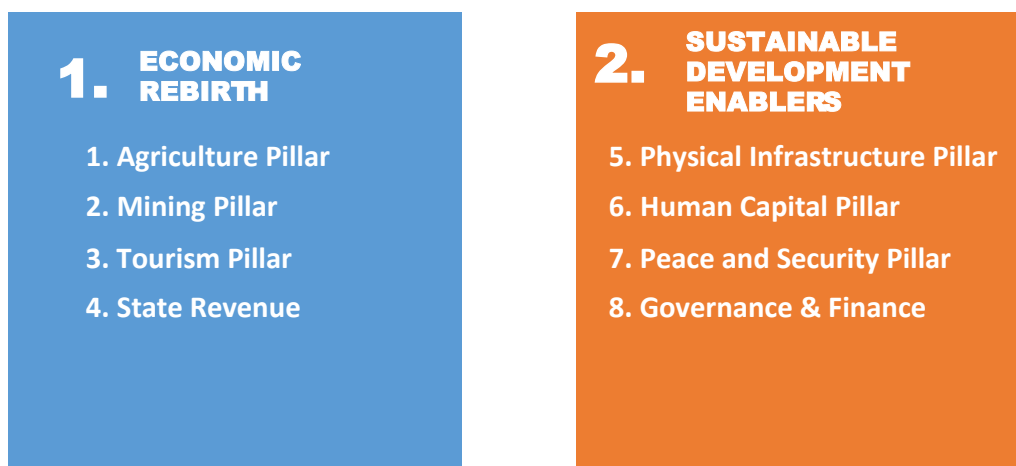 1. ECONOMIC
REBIRTH
1. Agriculture Pillar
2. Mining Pillar
3. Tourism Pillar
4. State Revenue
2. SUSTAINABLE
DEVELOPMENT
ENABLERS
5. Physical Infrastructure Pillar
6. Human Capital Pillar
7. Peace and Security Pillar
8. Governance & Finance